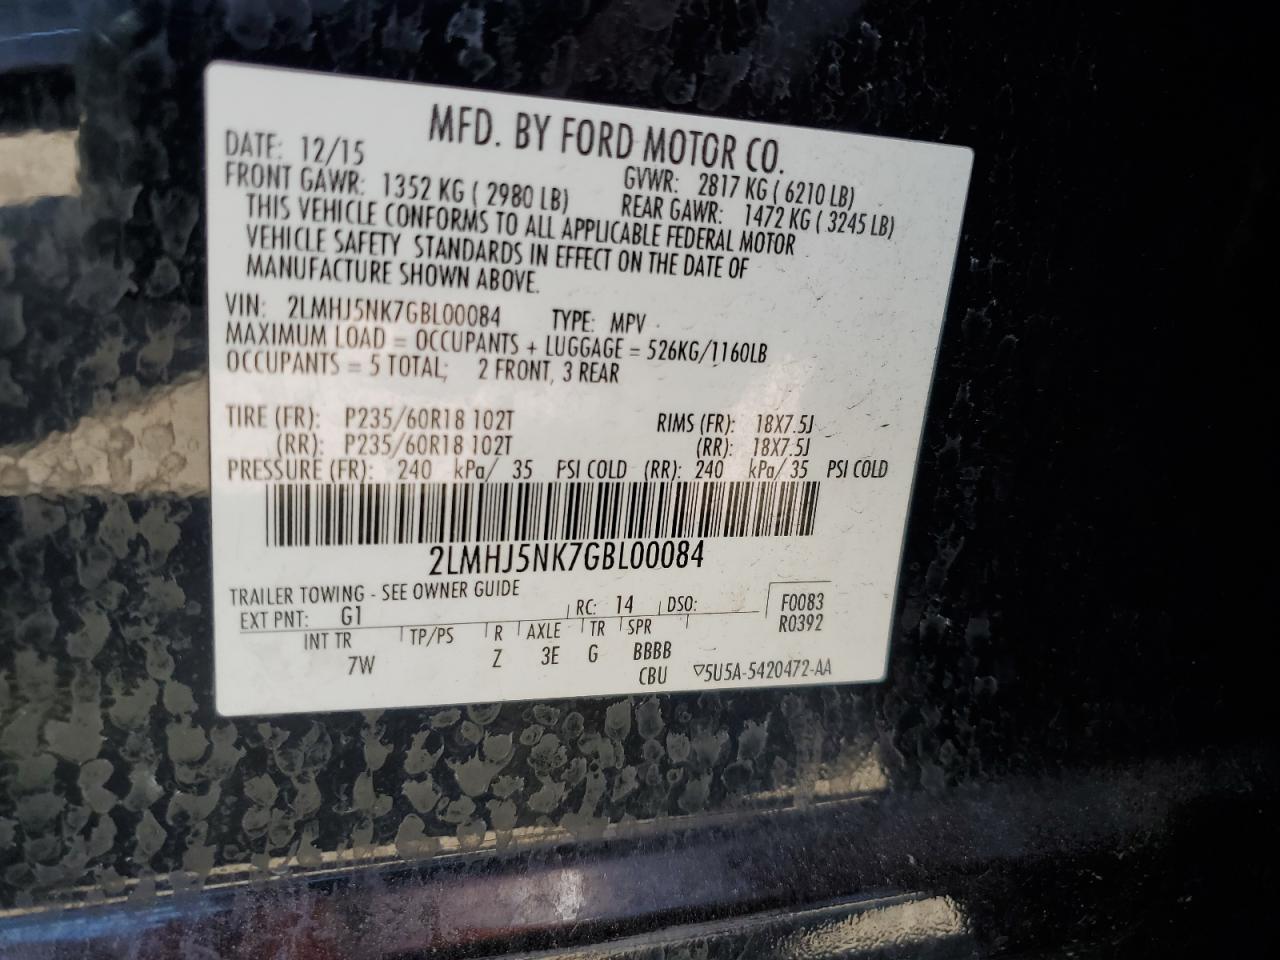 MFD. BY FORD MOTOR CO.
DATE: 12/15 GVWR: 2817 KG ( 6210 LB)
FRONT GAWR: 1352 KG ( 2980 LB) REAR GAWR: 1472 KG ( 3245 LB)
THIS VEHICLE CONFORMS TO ALL APPLICABLE FEDERAL MOTOR
VEHICLE SAFETY STANDARDS IN EFFECT ON THE DATE OF
MANUFACTURE SHOWN ABOVE.
VIN: 2LMHJ5NK7GBL00084 TYPE: MPV
MAXIMUM LOAD = OCCUPANTS + LUGGAGE = 526KG/1160LB
OCCUPANTS = 5 TOTAL; 2 FRONT, 3 REAR
TIRE (FR): P235/60R18 102T RIMS (FR): 18X7.5J
(RR): P235/60R18 102T (RR): 18X7.5J
PRESSURE (FR): 240 kPa/ 35 PSI COLD (RR): 240 kPa/ 35 PSI COLD
2LMHJ5NK7GBL00084
TRAILER TOWING - SEE OWNER GUIDE
EXT PNT: G1 RC: 14 DSO: F0083
R0392
INT TR TP/PS R AXLE TR SPR
7W Z 3E G BBBB
CBU ▽5U5A-5420472-AA